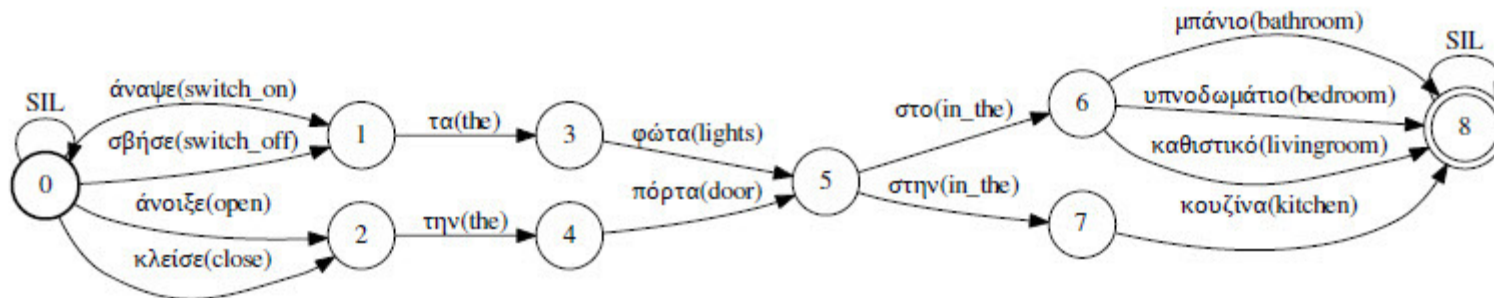 SIL
0
άναψε(switch_on)
σβήσε(switch_off)
άνοιξε(open)
κλείσε(close)
1
2
τα(the)
την(the)
3
4
φώτα(lights)
πόρτα(door)
5
στο(in_the)
στην(in_the)
6
7
μπάνιο(bathroom)
υπνοδωμάτιο(bedroom)
καθιστικό(livingroom)
κουζίνα(kitchen)
SIL
8